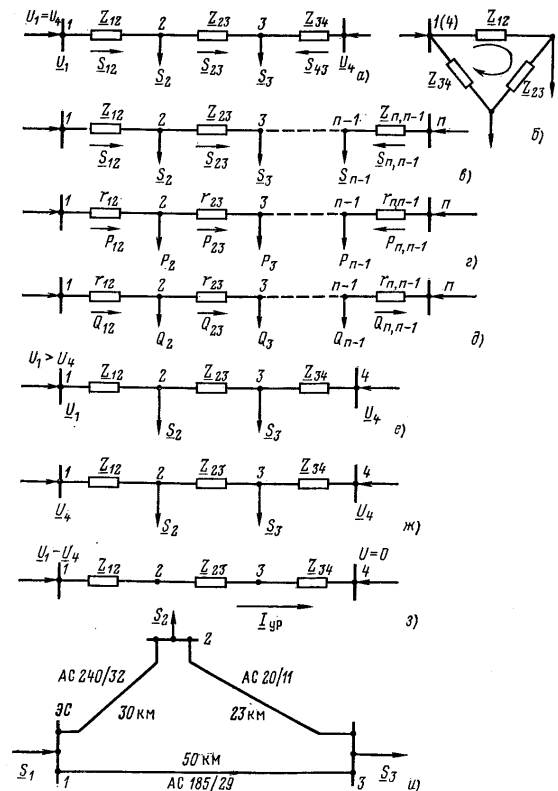 U₁=U₄ 1 Z₁₂ 2 Z₂₃ 3 Z₃₄
U₁ S₁₂ S₂ S₂₃ S₃ S₄₃ U₄ а)
1(4) Z₁₂
Z₃₄ Z₂₃
б)
1 Z₁₂ 2 Z₂₃ 3 n-1 Zn,n-1 n
S₁₂ S₂ S₂₃ S₃ Sn-1 Sn,n-1 в)
1 r₁₂ 2 r₂₃ 3 n-1 rn,n-1 n
P₁₂ P₂ P₂₃ P₃ Pn-1 Pn,n-1 г)
1 r₁₂ 2 r₂₃ 3 n-1 rn,n-1 n
Q₁₂ Q₂ Q₂₃ Q₃ Qn-1 Qn,n-1 д)
U₁>U₄
1 Z₁₂ 2 Z₂₃ 3 Z₃₄ 4
U₁ S₂ S₃ U₄ е)
1 Z₁₂ 2 Z₂₃ 3 Z₃₄ 4
U₄ S₂ S₃ U₄ ж)
U₁-U₄ U=0
1 Z₁₂ 2 Z₂₃ 3 Z₃₄ 4
Iур з)
S₂ 2
АС 240/32 АС 20/11
ЭС 30 км 23 км
50 км
S₁ 1 АС 185/29 3 S₃ и)